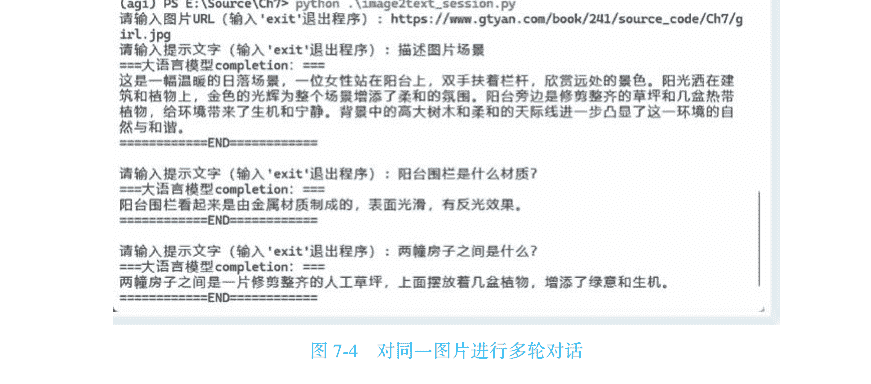 (agi) PS E:\Source\Ch7> python .\image2text_session.py
请输入图片URL（输入'exit'退出程序）: https://www.gtyan.com/book/241/source_code/Ch7/g
irl.jpg
请输入提示文字（输入'exit'退出程序）: 描述图片场景
===大语言模型completion: ===
这是一幅温暖的日落场景，一位女性站在阳台上，双手扶着栏杆，欣赏远处的景色。阳光洒在建
筑和植物上，金色的光辉为整个场景增添了柔和的氛围。阳台旁边是修剪整齐的草坪和几盆热带
植物，给环境带来了生机和宁静。背景中的高大树木和柔和的天际线进一步凸显了这一环境的自
然与和谐。
============END============
请输入提示文字（输入'exit'退出程序）: 阳台围栏是什么材质?
===大语言模型completion: ===
阳台围栏看起来是由金属材质制成的，表面光滑，有反光效果。
============END============
请输入提示文字（输入'exit'退出程序）: 两幢房子之间是什么?
===大语言模型completion: ===
两幢房子之间是一片修剪整齐的人工草坪，上面摆放着几盆植物，增添了绿意和生机。
============END============
图 7-4 对同一图片进行多轮对话